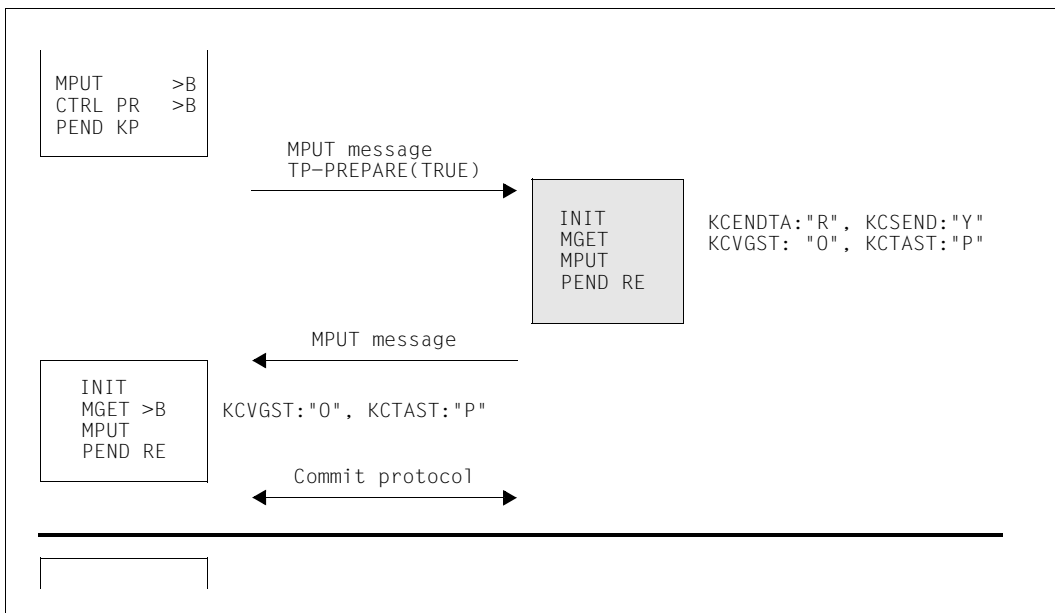 MPUT >B
CTRL PR >B
PEND KP
MPUT message
TP-PREPARE(TRUE)
INIT
MGET
MPUT
PEND RE
KCENDTA:"R", KCSEND:"Y"
KCVGST: "O", KCTAST:"P"
MPUT message
INIT
MGET >B
MPUT
PEND RE
KCVGST:"O", KCTAST:"P"
Commit protocol